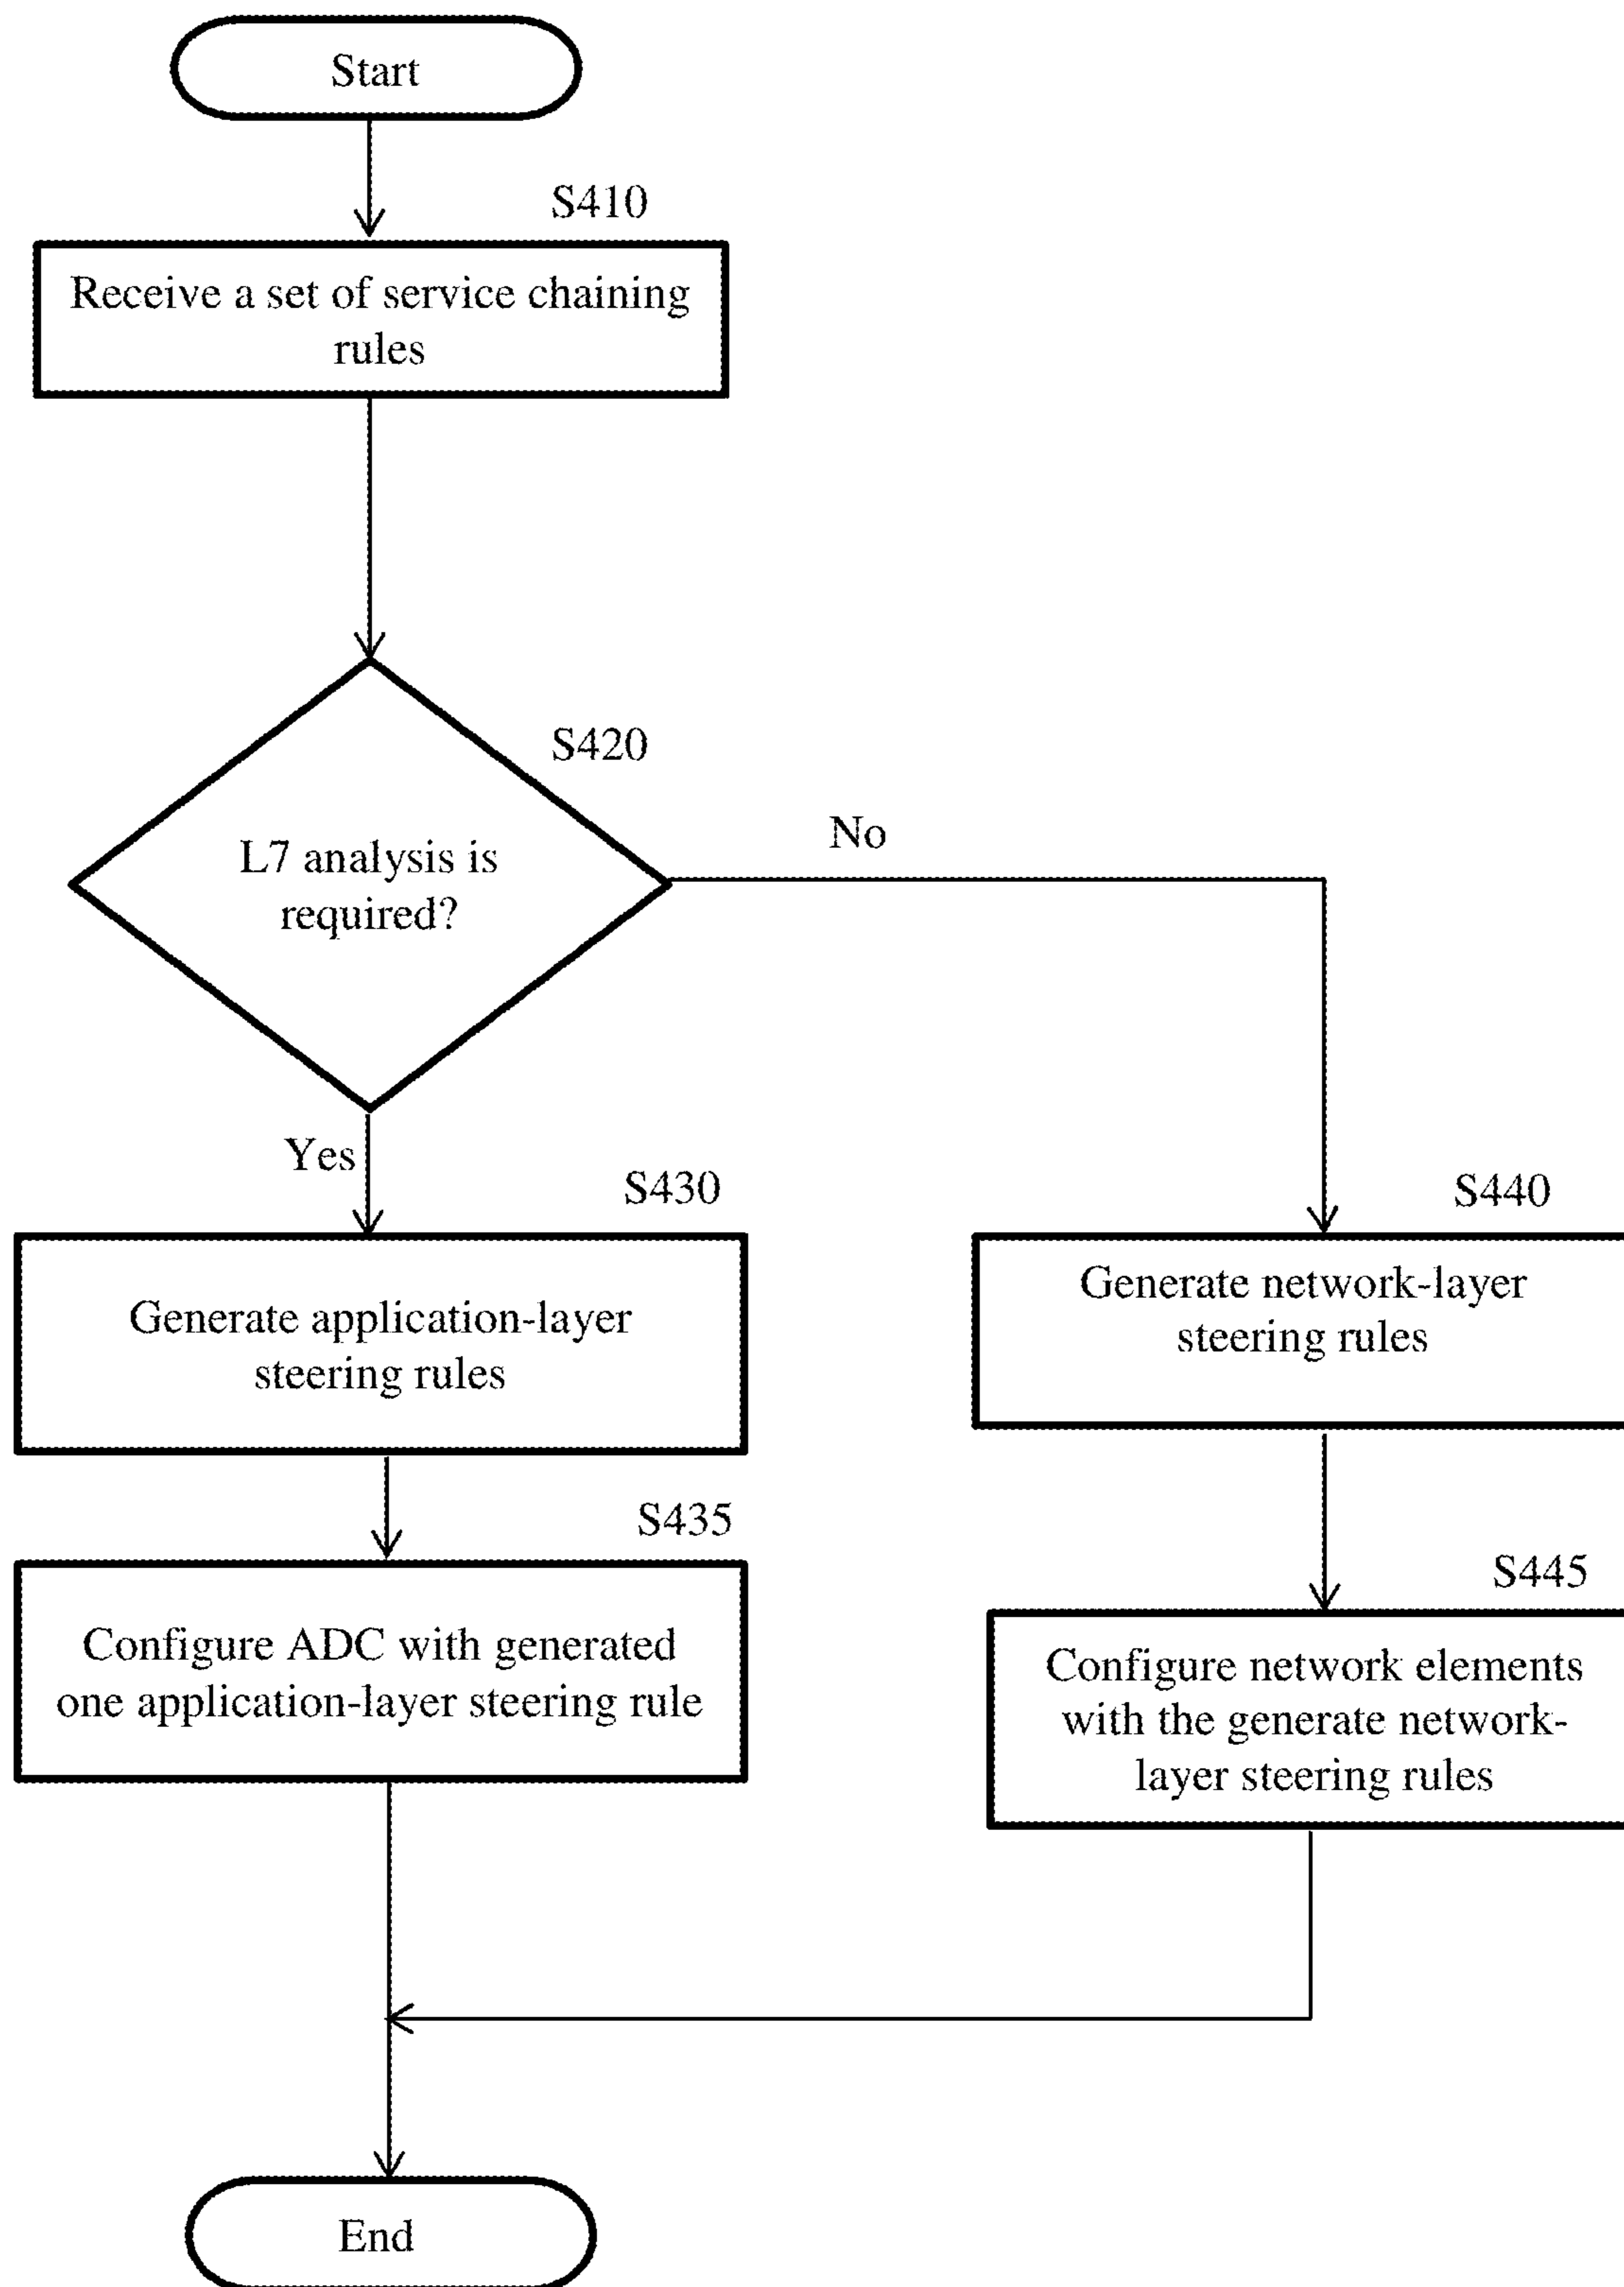 Start
S410
Receive a set of service chaining
rules
S420
L7 analysis is
required?
No
Yes
S430
Generate application-layer
steering rules
S440
Generate network-layer
steering rules
S435
Configure ADC with generated
one application-layer steering rule
S445
Configure network elements
with the generate network-
layer steering rules
End